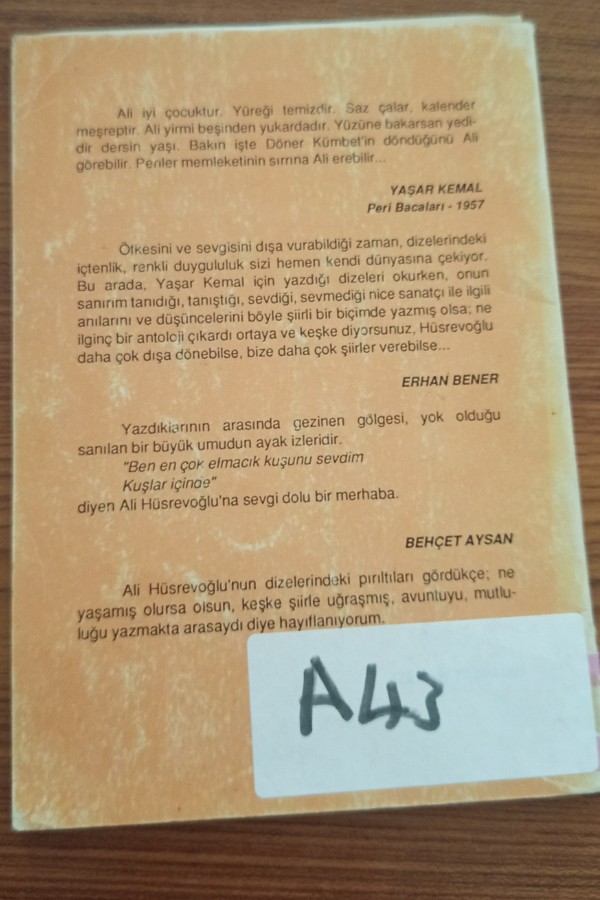 Ali iyi çocuktur. Yüreği temizdir. Saz çalar, kalender
meşreptir. Ali yirmi beşinden yukardadır. Yüzüne bakarsan yedi-
dir dersin yaşı. Bakın işte Döner Kümbet'in döndüğünü Ali
görebilir. Periler memleketinin sırrına Ali erebilir...
YAŞAR KEMAL
Peri Bacaları - 1957
Öfkesini ve sevgisini dışa vurabildiği zaman, dizelerindeki
içtenlik, renkli duygululuk sizi hemen kendi dünyasına çekiyor.
Bu arada, Yaşar Kemal için yazdığı dizeleri okurken, onun
sanırım tanıdığı, tanıştığı, sevdiği, sevmediği nice sanatçı ile ilgili
anılarını ve düşüncelerini böyle şiirli bir biçimde yazmış olsa; ne
ilginç bir antoloji çıkardı ortaya ve keşke diyorsunuz, Hüsrevoğlu
daha çok dışa dönebilse, bize daha çok şiirler verebilse...
ERHAN BENER
Yazdıklarının arasında gezinen gölgesi, yok olduğu
sanılan bir büyük umudun ayak izleridir.
"Ben en çok elmacık kuşunu sevdim
Kuşlar içinde"
diyen Ali Hüsrevoğlu'na sevgi dolu bir merhaba.
BEHÇET AYSAN
Ali Hüsrevoğlu'nun dizelerindeki pırıltıları gördükçe; ne
yaşamış olursa olsun, keşke şiirle uğraşmış, avuntuyu, mutlu-
luğu yazmakta arasaydı diye hayıflanıyorum.
A43